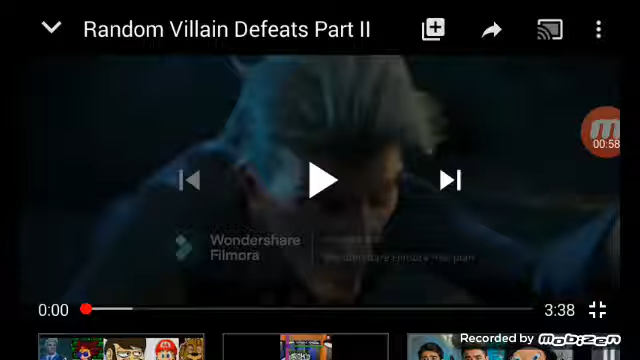 Random Villain Defeats Part II
00:58
Wondershare
Filmora
0:00
3:38
Recorded by mobizen